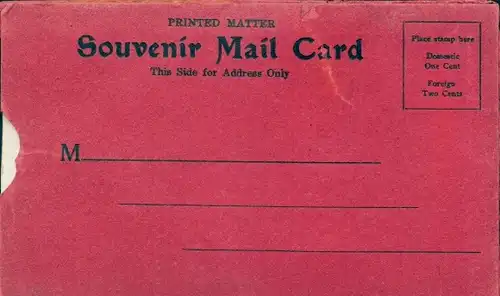 PRINTED MATTER
Souvenir Mail Card
This Side for Address Only
Place stamp here
Domestic
One Cent
Foreign
Two Cents
M